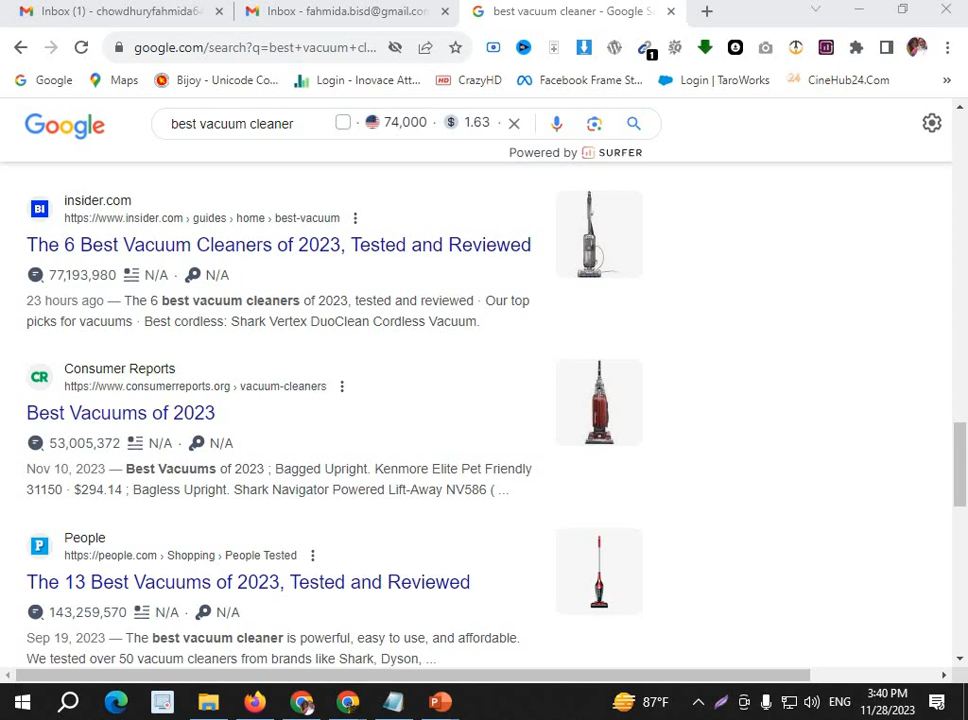 Inbox (1) - chowdhuryfahmida6
Inbox - fahmida.bisd@gmail.con
best vacuum cleaner - Google Se
google.com/search?q=best+vacuum+cl...
1
Google
Maps
Bijoy - Unicode Co...
Login - Inovace Att...
HD CrazyHD
Facebook Frame St...
Login | TaroWorks
24 CineHub24.Com
»
Google
best vacuum cleaner
74,000 · $ 1.63 ·
Powered by SURFER
BI
insider.com
https://www.insider.com › guides › home › best-vacuum
The 6 Best Vacuum Cleaners of 2023, Tested and Reviewed
77,193,980 N/A · N/A
23 hours ago — The 6 best vacuum cleaners of 2023, tested and reviewed · Our top
picks for vacuums · Best cordless: Shark Vertex DuoClean Cordless Vacuum.
CR
Consumer Reports
https://www.consumerreports.org › vacuum-cleaners
Best Vacuums of 2023
53,005,372 N/A · N/A
Nov 10, 2023 — Best Vacuums of 2023 ; Bagged Upright. Kenmore Elite Pet Friendly
31150 · $294.14 ; Bagless Upright. Shark Navigator Powered Lift-Away NV586 ( ...
P
People
https://people.com › Shopping › People Tested
The 13 Best Vacuums of 2023, Tested and Reviewed
143,259,570 N/A · N/A
Sep 19, 2023 — The best vacuum cleaner is powerful, easy to use, and affordable.
We tested over 50 vacuum cleaners from brands like Shark, Dyson, ...
87°F
ENG
3:40 PM
11/28/2023